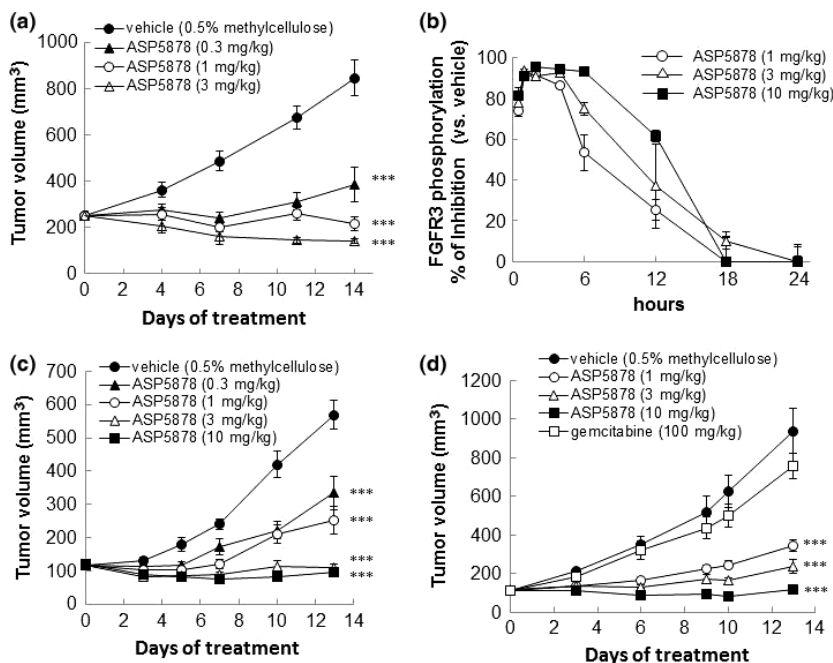 (a)
vehicle (0.5% methylcellulose)
ASP5878 (0.3 mg/kg)
ASP5878 (1 mg/kg)
ASP5878 (3 mg/kg)
Tumor volume (mm³)
1000
800
600
400
200
0
***
***
***
0 2 4 6 8 10 12 14
Days of treatment
(b)
ASP5878 (1 mg/kg)
ASP5878 (3 mg/kg)
ASP5878 (10 mg/kg)
FGFR3 phosphorylation
% of Inhibition (vs. vehicle)
100
80
60
40
20
0
0 6 12 18 24
hours
(c)
vehicle (0.5% methylcellulose)
ASP5878 (0.3 mg/kg)
ASP5878 (1 mg/kg)
ASP5878 (3 mg/kg)
ASP5878 (10 mg/kg)
Tumor volume (mm³)
700
600
500
400
300
200
100
0
***
***
***
***
0 2 4 6 8 10 12 14
Days of treatment
(d)
vehicle (0.5% methylcellulose)
ASP5878 (1 mg/kg)
ASP5878 (3 mg/kg)
ASP5878 (10 mg/kg)
gemcitabine (100 mg/kg)
Tumor volume (mm³)
1200
1000
800
600
400
200
0
***
***
***
0 2 4 6 8 10 12 14
Days of treatment